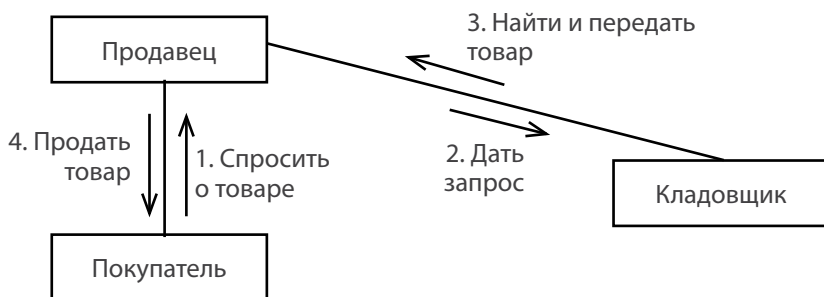 3. Найти и передать
товар
Продавец
4. Продать
товар
1. Спросить
о товаре
2. Дать
запрос
Кладовщик
Покупатель